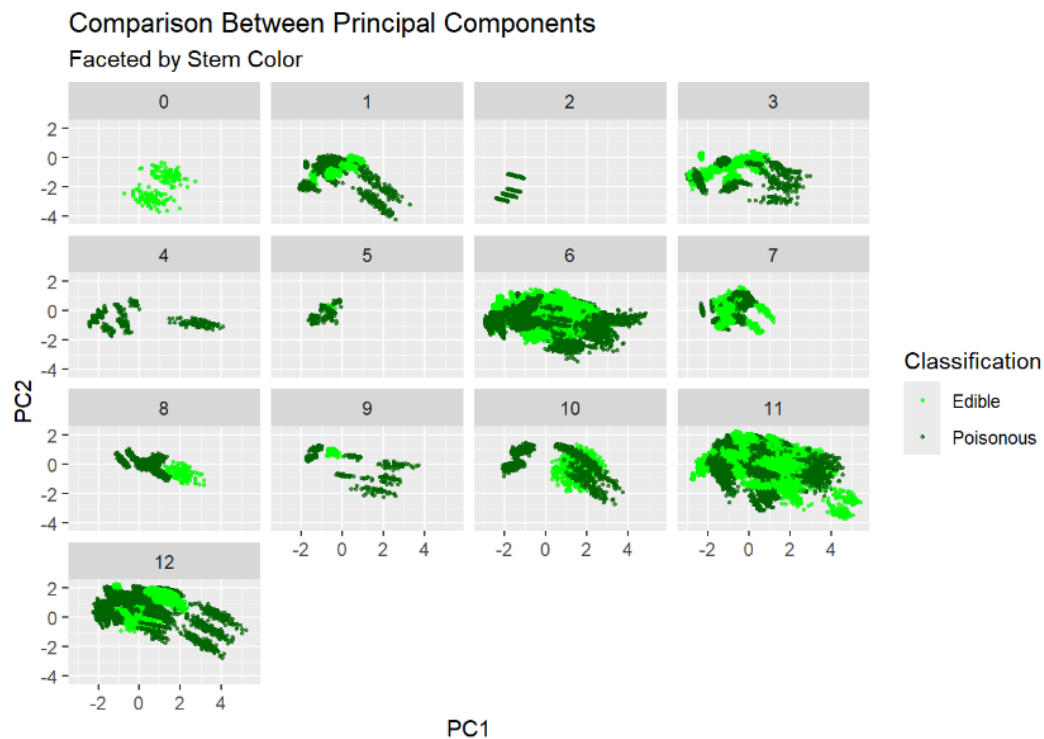 Comparison Between Principal Components
Faceted by Stem Color
0 1 2 3
2
0
-2
-4
4 5 6 7
2
0
-2
-4
8 9 10 11
2
0
-2
-4
-2 0 2 4 -2 0 2 4 -2 0 2 4
12
2
0
-2
-4
-2 0 2 4
PC1
PC2
Classification
Edible
Poisonous